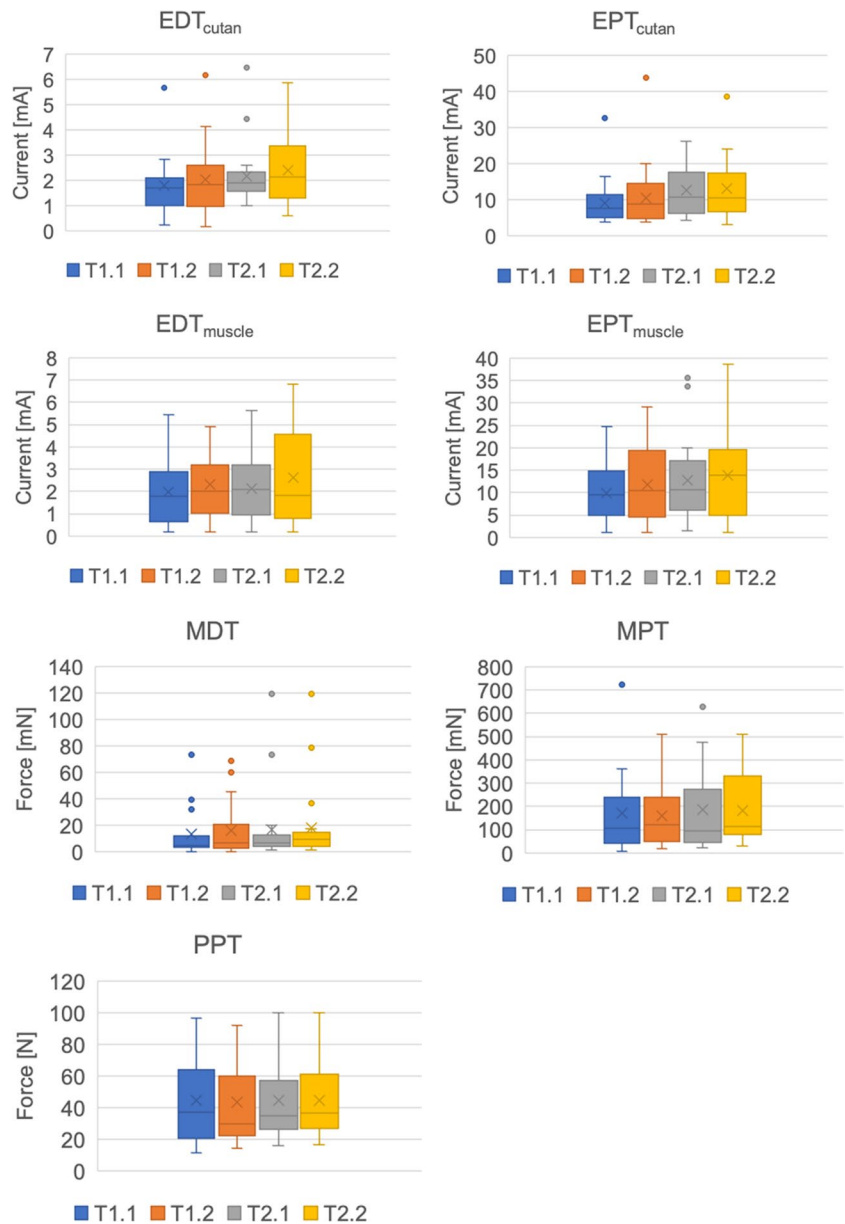 EDTcutan
Current [mA]
7
6
5
4
3
2
1
0
T1.1 T1.2 T2.1 T2.2
EPTcutan
Current [mA]
50
40
30
20
10
0
T1.1 T1.2 T2.1 T2.2
EDTmuscle
Current [mA]
8
7
6
5
4
3
2
1
0
T1.1 T1.2 T2.1 T2.2
EPTmuscle
Current [mA]
40
35
30
25
20
15
10
5
0
T1.1 T1.2 T2.1 T2.2
MDT
Force [mN]
140
120
100
80
60
40
20
0
T1.1 T1.2 T2.1 T2.2
MPT
Force [mN]
800
700
600
500
400
300
200
100
0
T1.1 T1.2 T2.1 T2.2
PPT
Force [N]
120
100
80
60
40
20
0
T1.1 T1.2 T2.1 T2.2